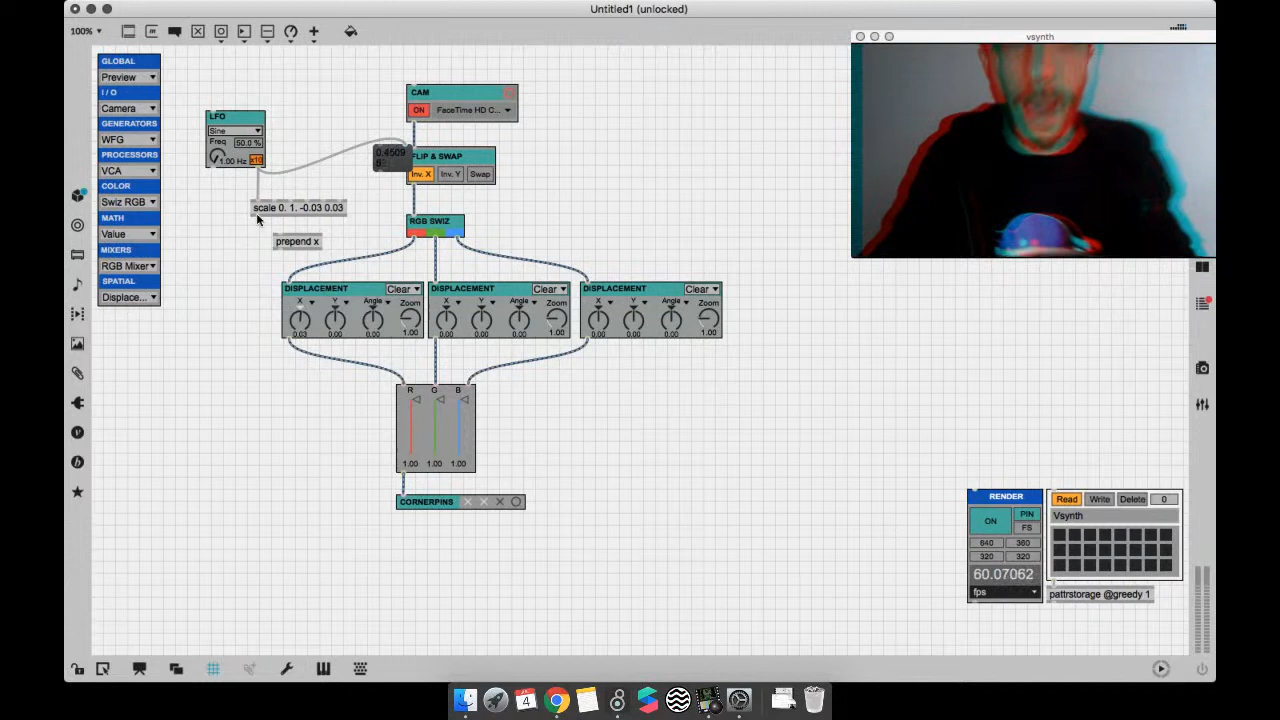 Untitled1 (unlocked)
100%
vsynth
GLOBAL
Preview
I / O
Camera
GENERATORS
WFG
PROCESSORS
VCA
COLOR
Swiz RGB
MATH
Value
MIXERS
RGB Mixer
SPATIAL
Displace...
LFO
Sine
Freq 50.0 %
1.00 Hz x10
CAM
ON FaceTime HD C...
0.4509
FLIP & SWAP
Inv. X Inv. Y Swap
scale 0. 1. -0.03 0.03
RGB SWIZ
prepend x
DISPLACEMENT Clear
X Y Angle Zoom
0.03 0.00 0.00 1.00
DISPLACEMENT Clear
X Y Angle Zoom
0.00 0.00 0.00 1.00
DISPLACEMENT Clear
X Y Angle Zoom
0.00 0.00 0.00 1.00
R G B
1.00 1.00 1.00
CORNERPINS
RENDER
ON PIN
FS
640 360
320 320
60.07062
fps
Read Write Delete 0
Vsynth
pattrstorage @greedy 1
4